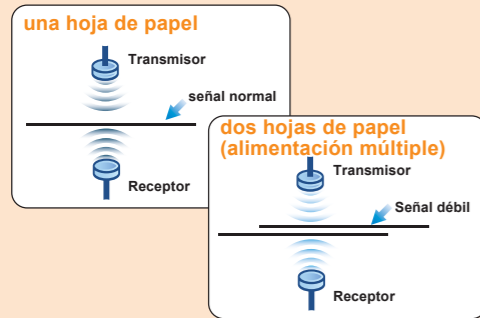 una hoja de papel
Transmisor
señal normal
Receptor
dos hojas de papel
(alimentación múltiple)
Transmisor
Señal débil
Receptor